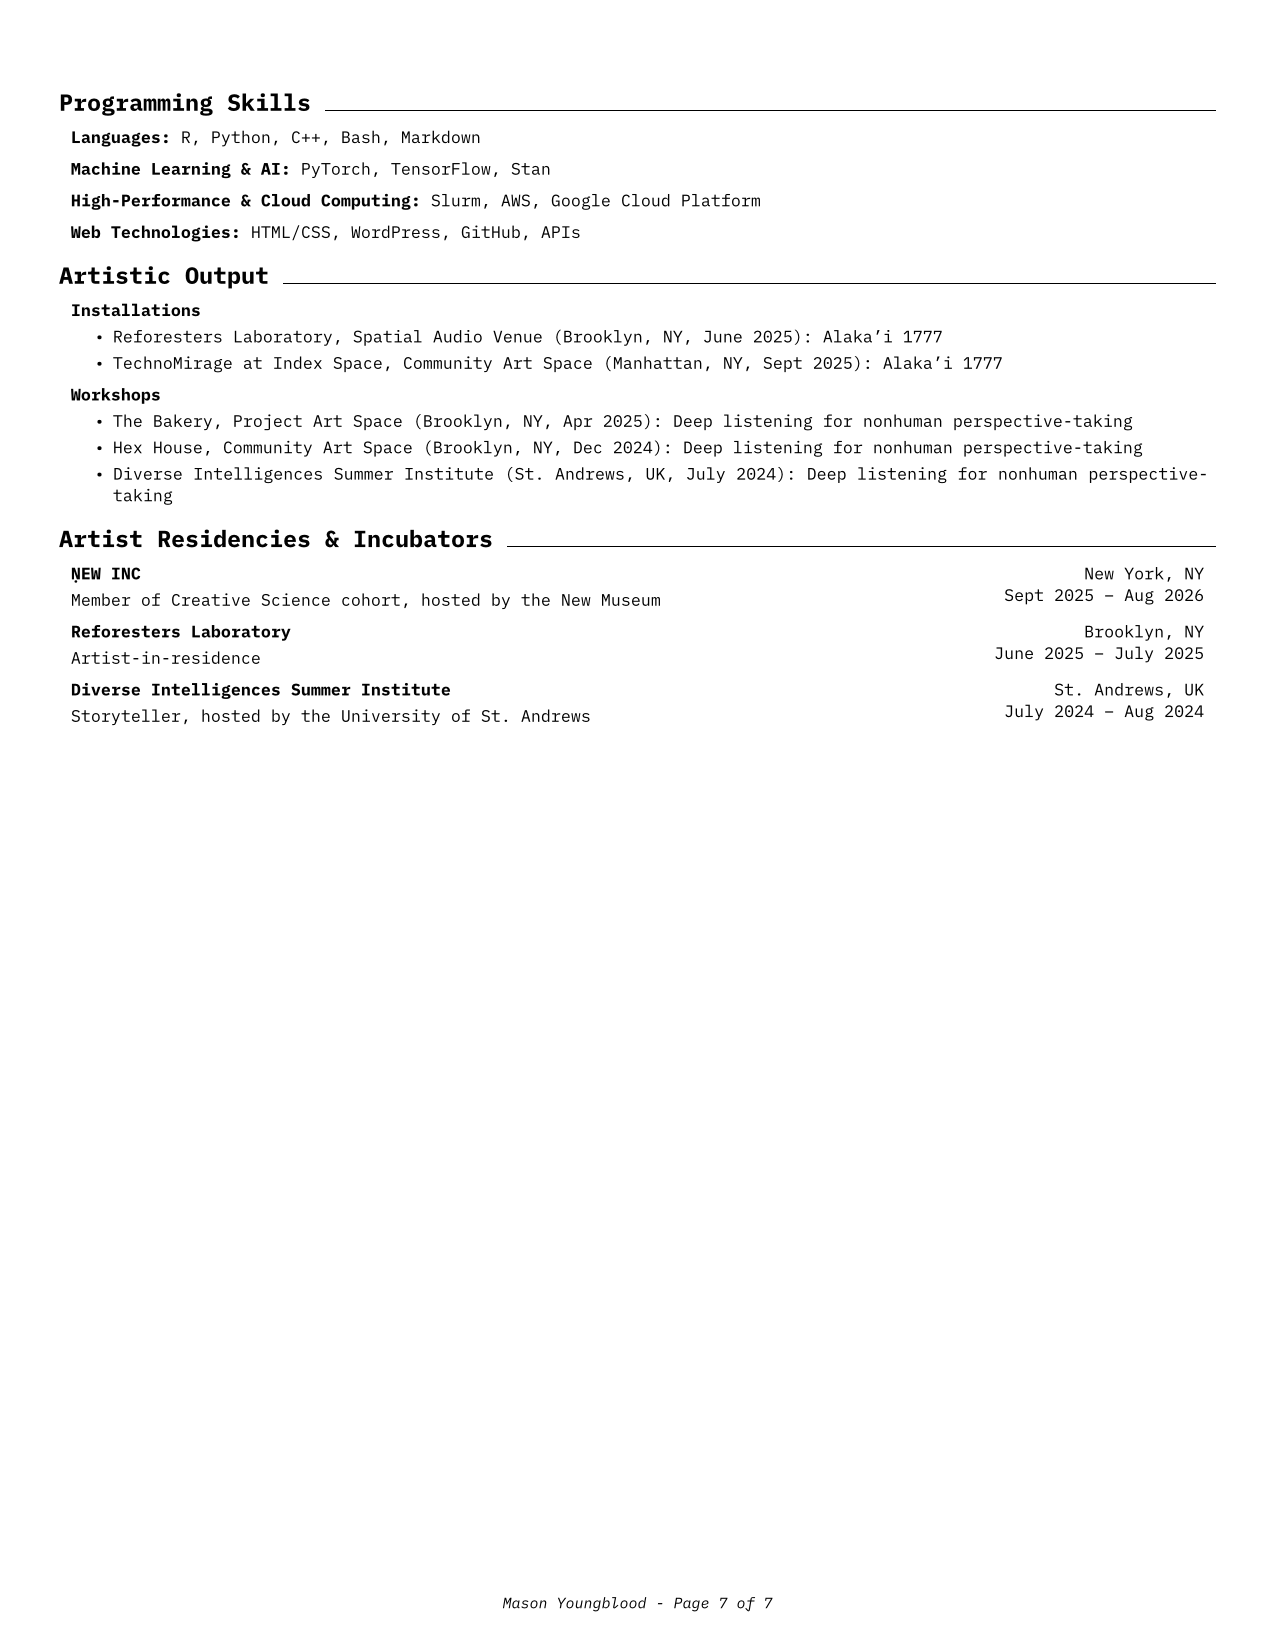 Programming Skills
Languages: R, Python, C++, Bash, Markdown
Machine Learning & AI: PyTorch, TensorFlow, Stan
High-Performance & Cloud Computing: Slurm, AWS, Google Cloud Platform
Web Technologies: HTML/CSS, WordPress, GitHub, APIs
Artistic Output
Installations
• Reforesters Laboratory, Spatial Audio Venue (Brooklyn, NY, June 2025): Alaka’i 1777
• TechnoMirage at Index Space, Community Art Space (Manhattan, NY, Sept 2025): Alaka’i 1777
Workshops
• The Bakery, Project Art Space (Brooklyn, NY, Apr 2025): Deep listening for nonhuman perspective-taking
• Hex House, Community Art Space (Brooklyn, NY, Dec 2024): Deep listening for nonhuman perspective-taking
• Diverse Intelligences Summer Institute (St. Andrews, UK, July 2024): Deep listening for nonhuman perspective-
taking
Artist Residencies & Incubators
ṆEW INC
New York, NY
Member of Creative Science cohort, hosted by the New Museum
Sept 2025 – Aug 2026
Reforesters Laboratory
Brooklyn, NY
Artist-in-residence
June 2025 – July 2025
Diverse Intelligences Summer Institute
St. Andrews, UK
Storyteller, hosted by the University of St. Andrews
July 2024 – Aug 2024
Mason Youngblood - Page 7 of 7